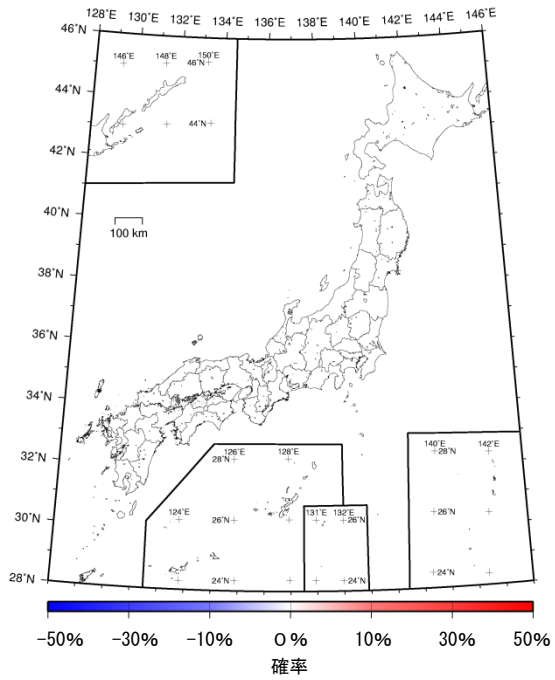 128˚E 130˚E 132˚E 134˚E 136˚E 138˚E 140˚E 142˚E 144˚E 146˚E
46˚N
146˚E 148˚E 150˚E
46˚N
44˚N
44˚N
42˚N
40˚N
100 km
38˚N
36˚N
34˚N
32˚N
126˚E 128˚E
28˚N
140˚E 142˚E
28˚N
124˚E
131˚E 132˚E
30˚N
26˚N
26˚N
26˚N
28˚N
24˚N
24˚N
24˚N
-50% -30% -10% 0% 10% 30% 50%
確率